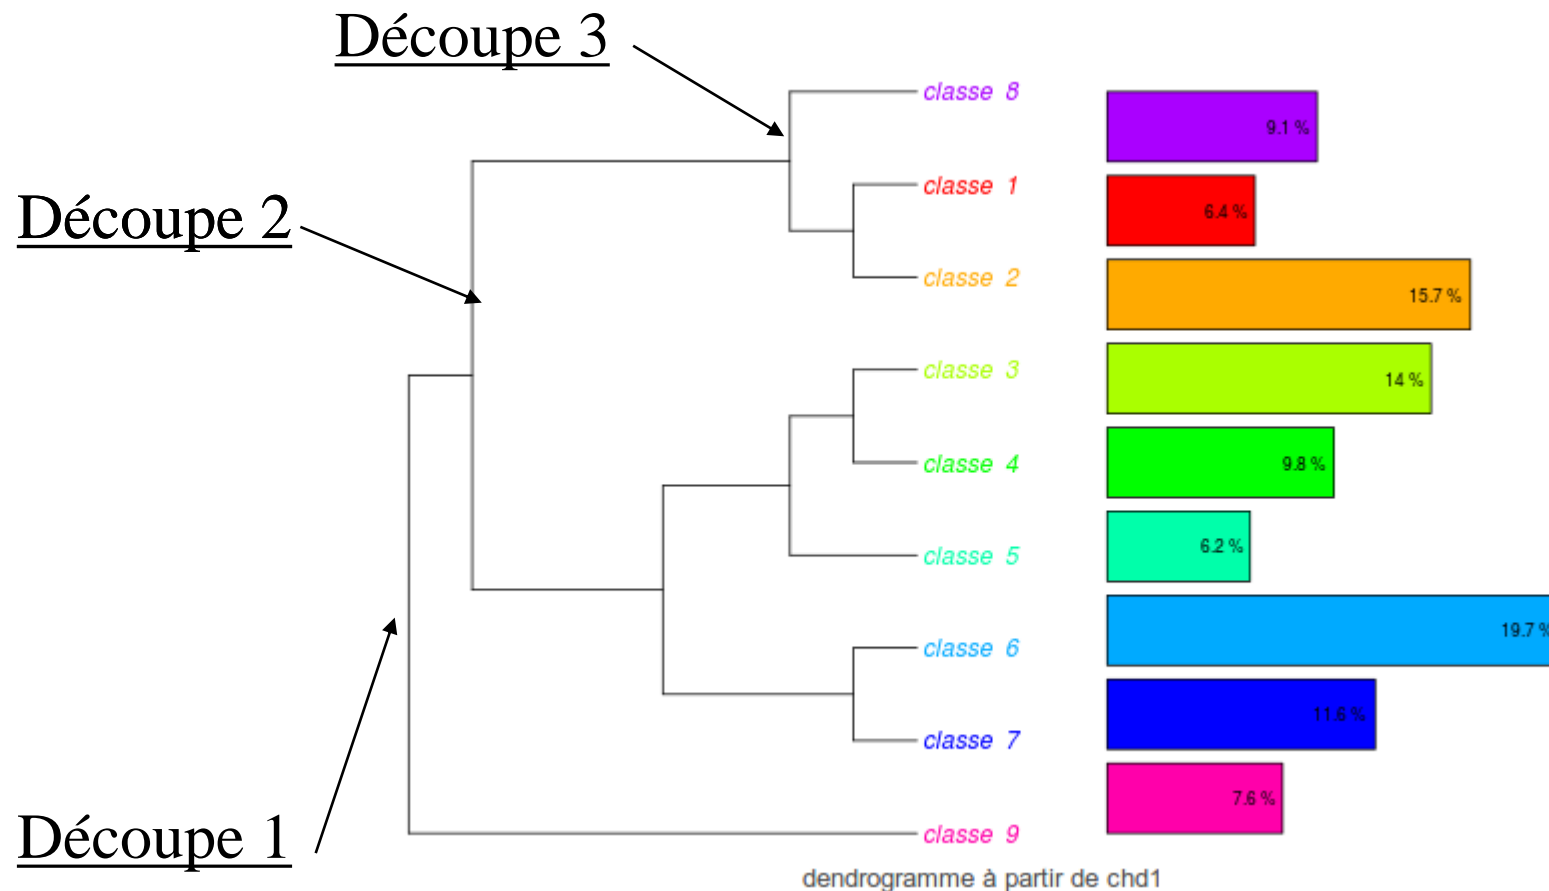 Découpe 3
classe 8
9.1 %
classe 1
6.4 %
Découpe 2
classe 2
15.7 %
classe 3
14 %
classe 4
9.8 %
classe 5
6.2 %
classe 6
19.7 %
classe 7
11.6 %
classe 9
7.6 %
Découpe 1
dendrogramme à partir de chd1